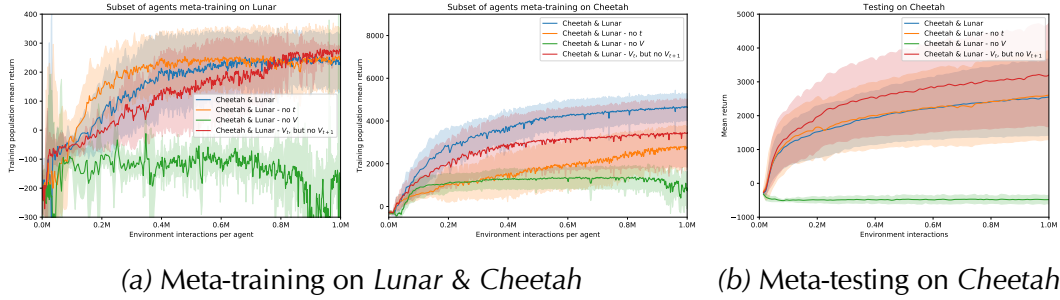 Subset of agents meta-training on Lunar
Training population mean return
400
300
200
100
0
−100
−200
−300
Cheetah & Lunar
Cheetah & Lunar - no t
Cheetah & Lunar - no V
Cheetah & Lunar - Vt, but no Vt+1
0.0M 0.2M 0.4M 0.6M 0.8M 1.0M
Environment interactions per agent
Subset of agents meta-training on Cheetah
Training population mean return
8000
6000
4000
2000
0
Cheetah & Lunar
Cheetah & Lunar - no t
Cheetah & Lunar - no V
Cheetah & Lunar - Vt, but no Vt+1
0.0M 0.2M 0.4M 0.6M 0.8M 1.0M
Environment interactions per agent
(a) Meta-training on Lunar & Cheetah
Testing on Cheetah
Mean return
5000
4000
3000
2000
1000
0
−1000
Cheetah & Lunar
Cheetah & Lunar - no t
Cheetah & Lunar - no V
Cheetah & Lunar - Vt, but no Vt+1
0.0M 0.2M 0.4M 0.6M 0.8M 1.0M
Environment interactions
(b) Meta-testing on Cheetah